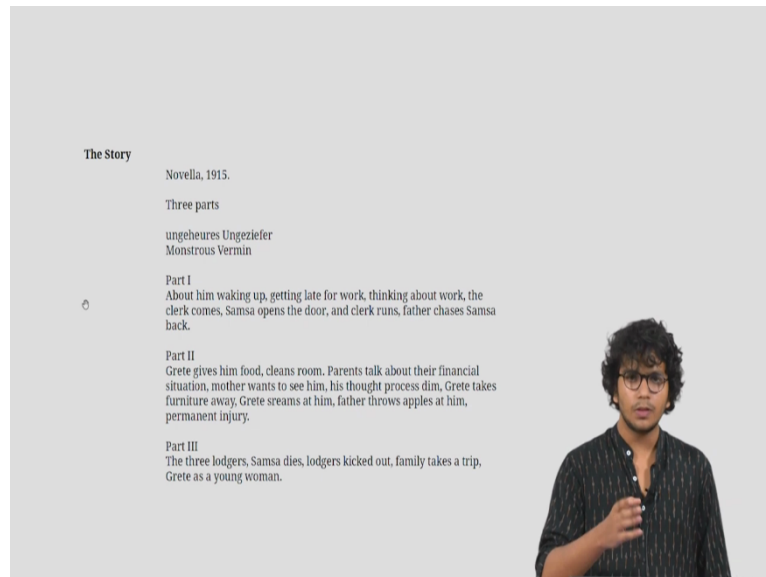 The Story
Novella, 1915.
Three parts
ungeheures Ungeziefer
Monstrous Vermin
Part I
About him waking up, getting late for work, thinking about work, the
clerk comes, Samsa opens the door, and clerk runs, father chases Samsa
back.
Part II
Grete gives him food, cleans room. Parents talk about their financial
situation, mother wants to see him, his thought process dim, Grete takes
furniture away, Grete sreams at him, father throws apples at him,
permanent injury.
Part III
The three lodgers, Samsa dies, lodgers kicked out, family takes a trip,
Grete as a young woman.